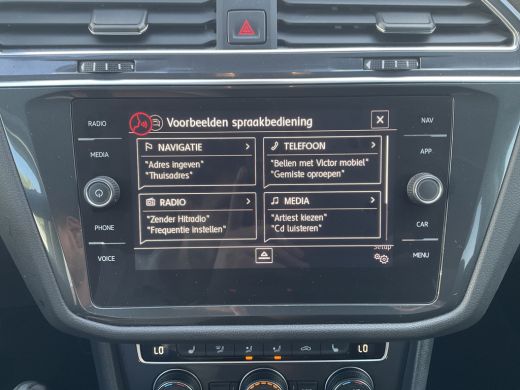 Voorbeelden spraakbediening
RADIO
MEDIA
PHONE
VOICE
NAVIGATIE
"Adres ingeven"
"Thuisadres"
TELEFOON
"Bellen met Victor mobiel"
"Gemiste oproepen"
RADIO
"Zender Hitradio"
"Frequentie instellen"
MEDIA
"Artiest kiezen"
"Cd luisteren"
Setup
NAV
APP
CAR
MENU
LO
LO